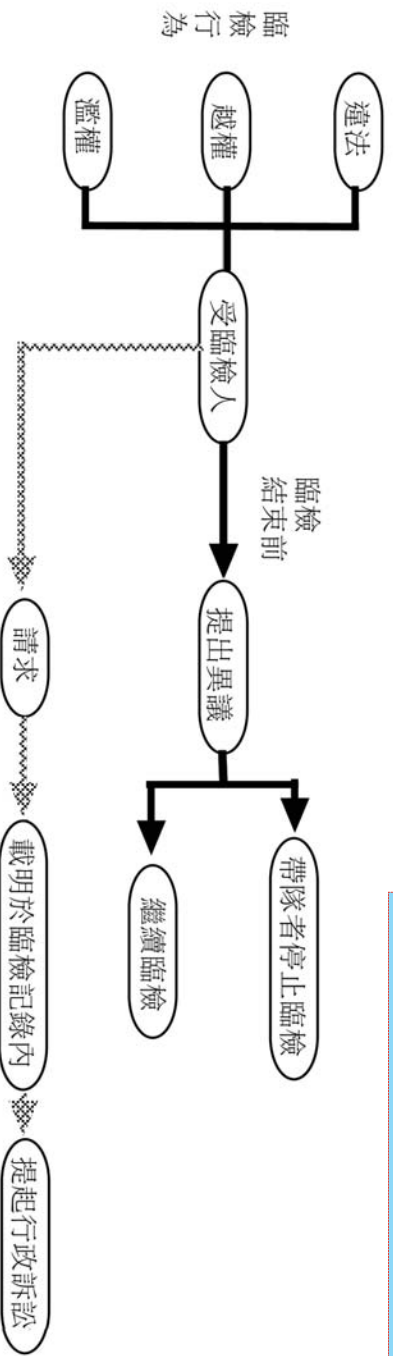 臨檢
行為
違法
越權
濫權
受臨檢人
臨檢
結束前
提出異議
帶隊者停止臨檢
繼續臨檢
請求
載明於臨檢記錄內
提起行政訴訟